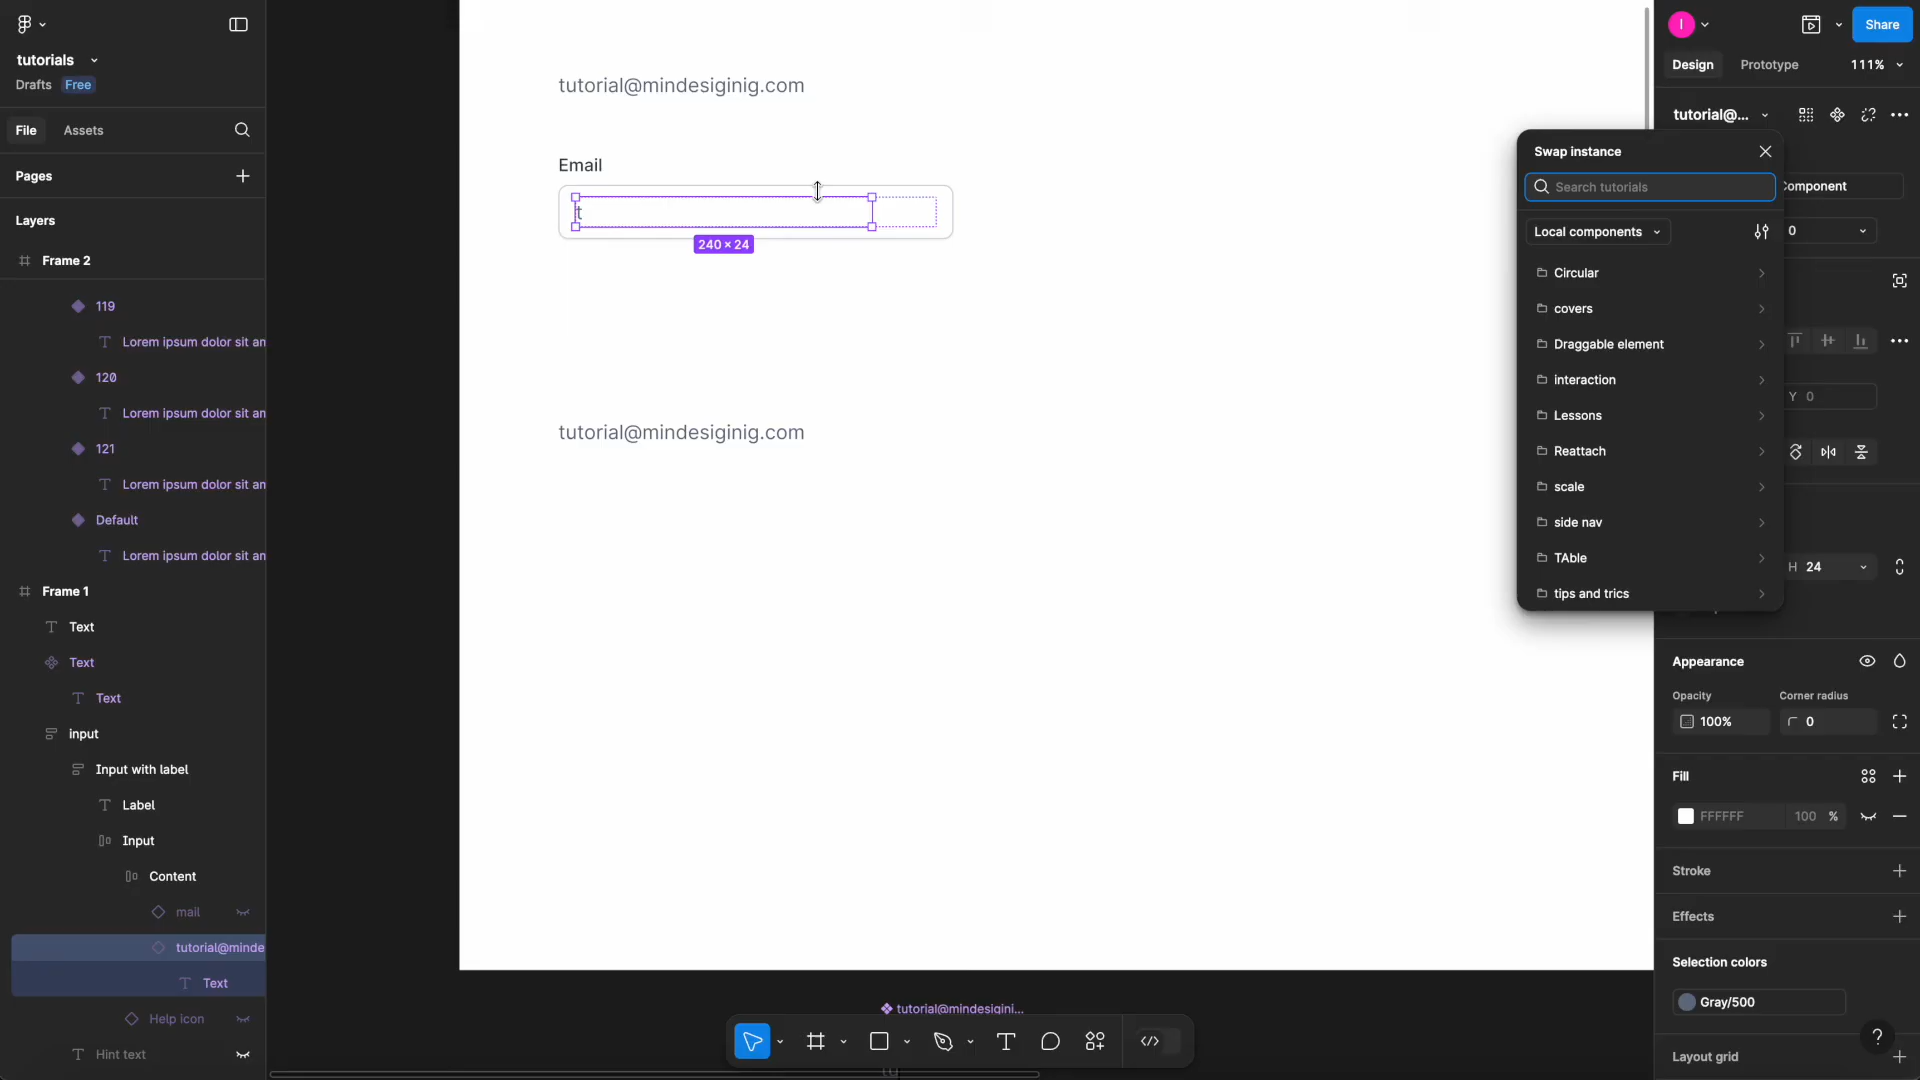 tutorials
Drafts Free
File Assets
Pages
Layers
Frame 2
119
Lorem ipsum dolor sit an
120
Lorem ipsum dolor sit an
121
Lorem ipsum dolor sit an
Default
Lorem ipsum dolor sit an
Frame 1
Text
Text
Text
input
Input with label
Label
Input
Content
mail
tutorial@minde
Text
Help icon
Hint text
tutorial@mindesiginig.com
Email
t
240 × 24
tutorial@mindesiginig.com
tutorial@mindesigini...
Swap instance
Search tutorials
Local components
Circular
covers
Draggable element
interaction
Lessons
Reattach
scale
side nav
TAble
tips and trics
I
Share
Design Prototype 111%
tutorial@...
Component
0
Y 0
H 24
Appearance
Opacity Corner radius
100% 0
Fill
FFFFFF 100 %
Stroke
Effects
Selection colors
Gray/500
Layout grid
?